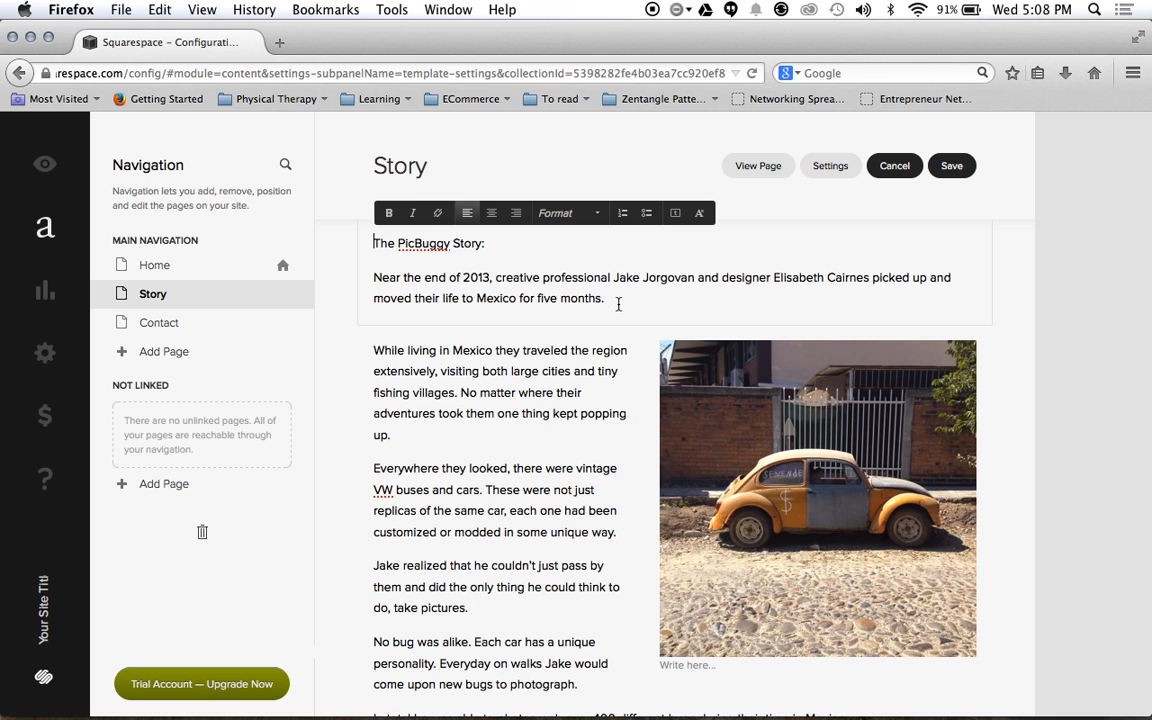 Firefox File Edit View History Bookmarks Tools Window Help 91% Wed 5:08 PM
Squarespace – Configurati...
arespace.com/config/#module=content&settings-subpanelName=template-settings&collectionId=5398282fe4b03ea7cc920ef8 Google
Most Visited Getting Started Physical Therapy Learning ECommerce To read Zentangle Patte... Networking Sprea... Entrepreneur Net...
Navigation
Navigation lets you add, remove, position
and edit the pages on your site.
MAIN NAVIGATION
Home
Story
Contact
Add Page
NOT LINKED
There are no unlinked pages. All of
your pages are reachable through
your navigation.
Add Page
Trial Account — Upgrade Now
Your Site Titl
Story
View Page Settings Cancel Save
B I Format
The PicBuggy Story:
Near the end of 2013, creative professional Jake Jorgovan and designer Elisabeth Cairnes picked up and
moved their life to Mexico for five months.
While living in Mexico they traveled the region
extensively, visiting both large cities and tiny
fishing villages. No matter where their
adventures took them one thing kept popping
up.
Everywhere they looked, there were vintage
VW buses and cars. These were not just
replicas of the same car, each one had been
customized or modded in some unique way.
Jake realized that he couldn't just pass by
them and did the only thing he could think to
do, take pictures.
No bug was alike. Each car has a unique
personality. Everyday on walks Jake would
come upon new bugs to photograph.
SEVENDE
$
Write here...